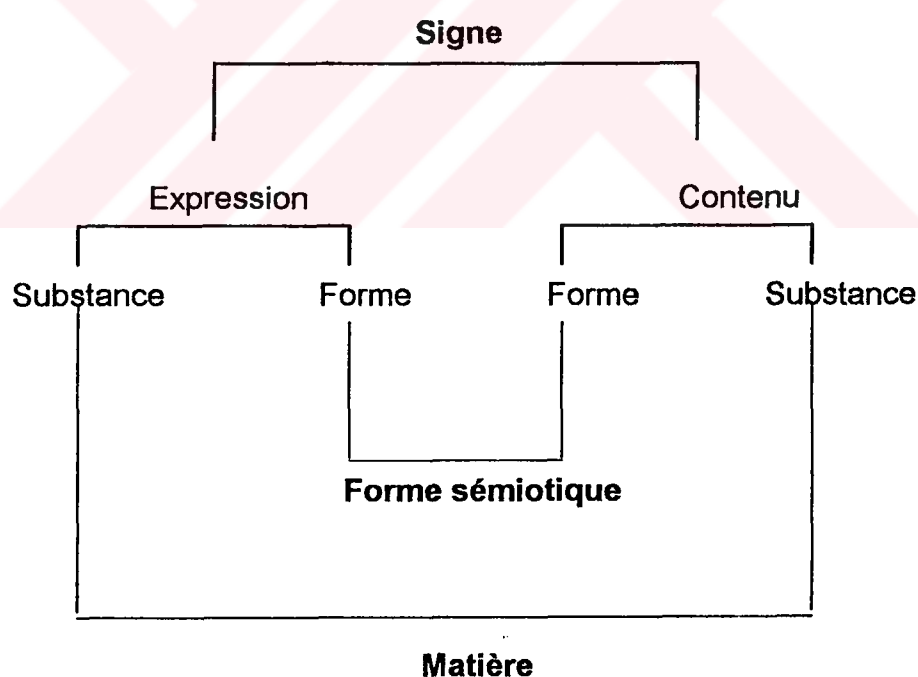 Signe
Expression Contenu
Substance Forme Forme Substance
Forme sémiotique
Matière